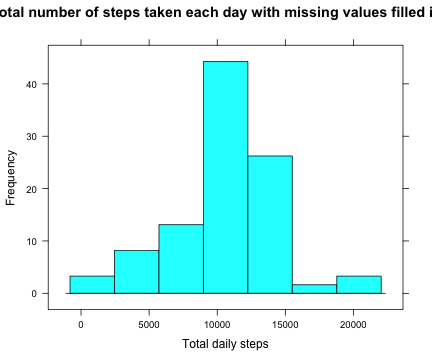 otal number of steps taken each day with missing values filled i
40
30
20
10
0
Frequency
0 5000 10000 15000 20000
Total daily steps